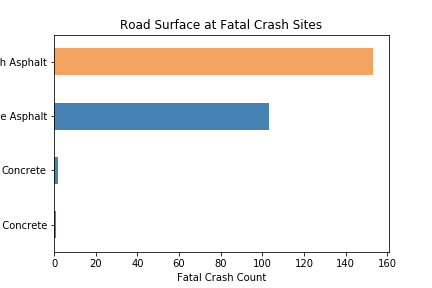 Road Surface at Fatal Crash Sites
h Asphalt
e Asphalt
Concrete
Concrete
0 20 40 60 80 100 120 140 160
Fatal Crash Count